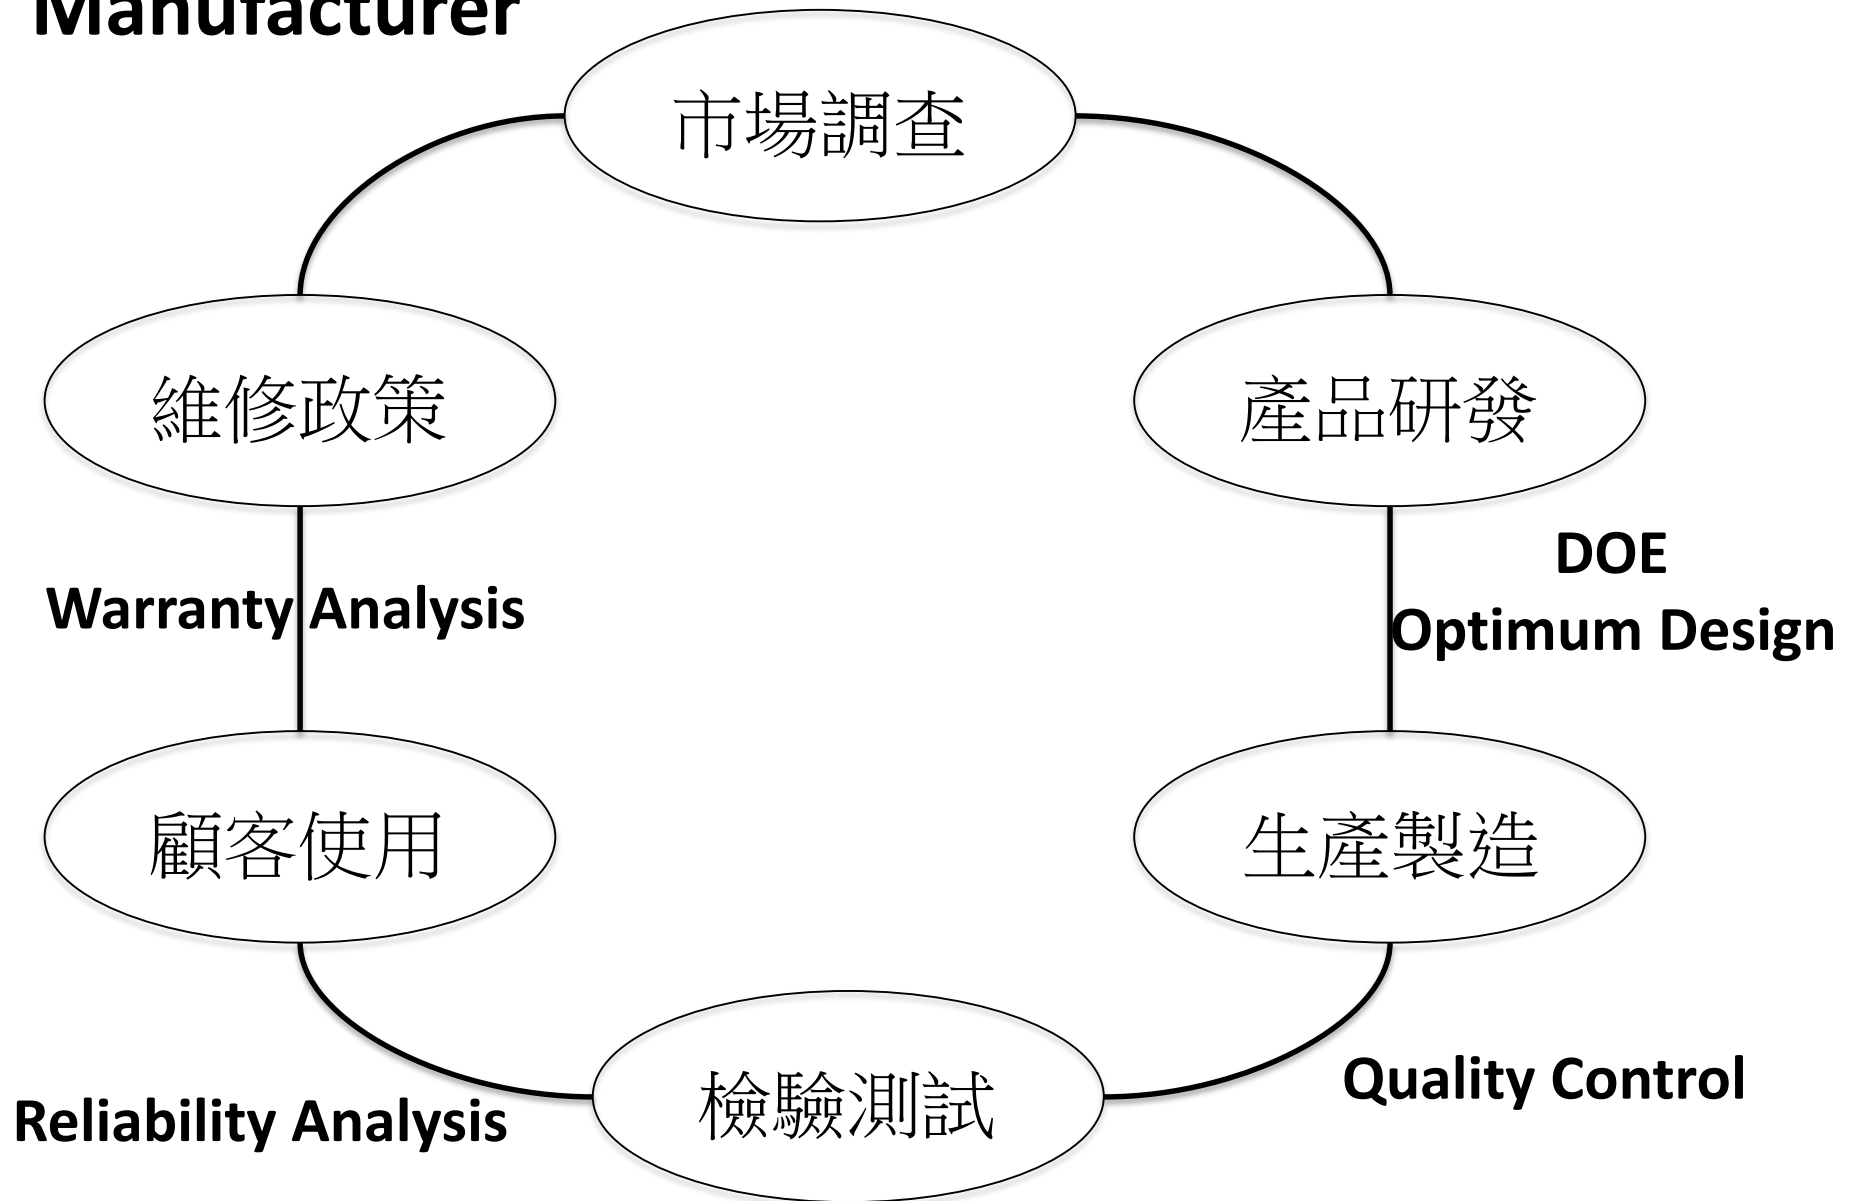 Manufacturer
市場調查
維修政策
產品研發
DOE
Optimum Design
Warranty Analysis
顧客使用
生產製造
Quality Control
檢驗測試
Reliability Analysis